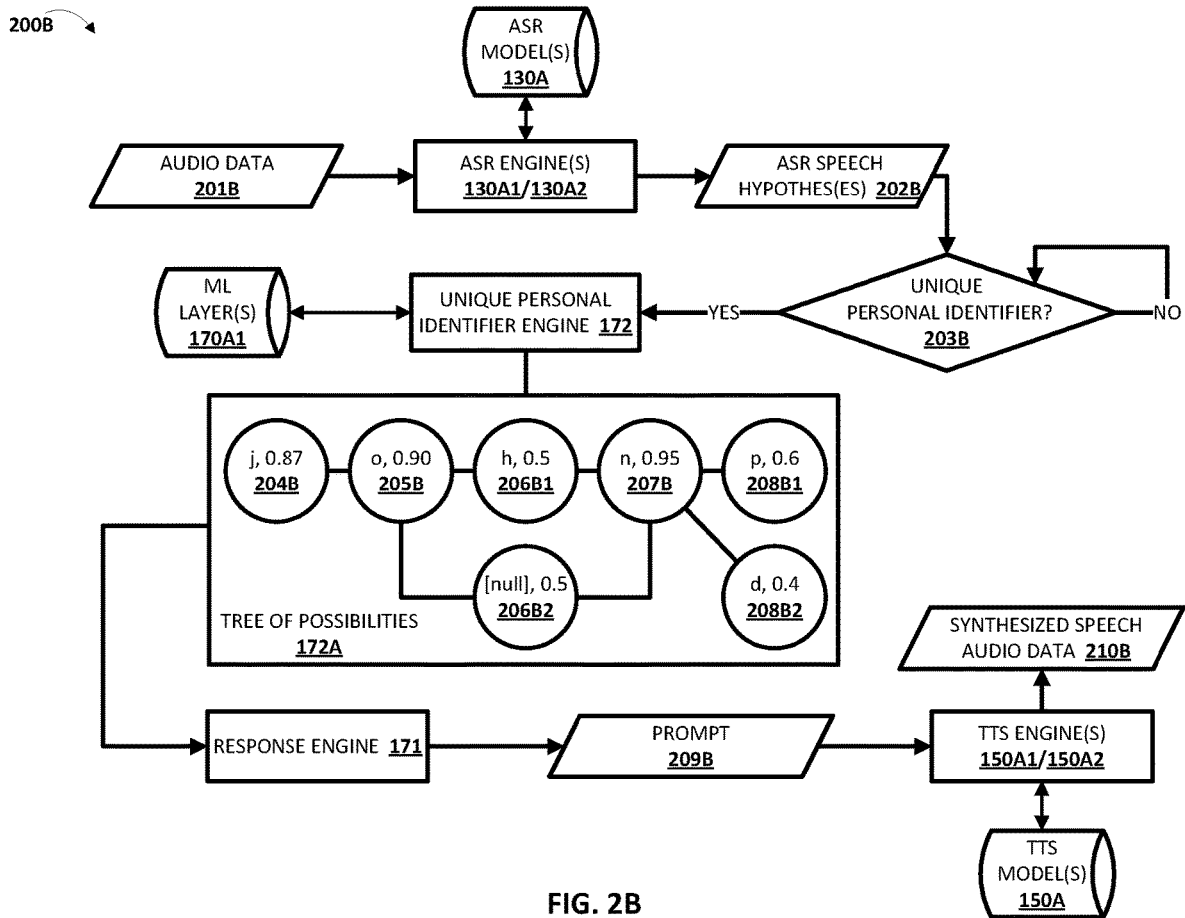 200B
ASR
MODEL(S)
130A
AUDIO DATA
201B
ASR ENGINE(S)
130A1/130A2
ASR SPEECH
HYPOTHES(ES) 202B
ML
LAYER(S)
170A1
UNIQUE PERSONAL
IDENTIFIER ENGINE 172
YES
UNIQUE
PERSONAL IDENTIFIER?
203B
NO
j, 0.87
204B
o, 0.90
205B
h, 0.5
206B1
n, 0.95
207B
p, 0.6
208B1
[null], 0.5
206B2
d, 0.4
208B2
TREE OF POSSIBILITIES
172A
SYNTHESIZED SPEECH
AUDIO DATA 210B
RESPONSE ENGINE 171
PROMPT
209B
TTS ENGINE(S)
150A1/150A2
TTS
MODEL(S)
150A
FIG. 2B